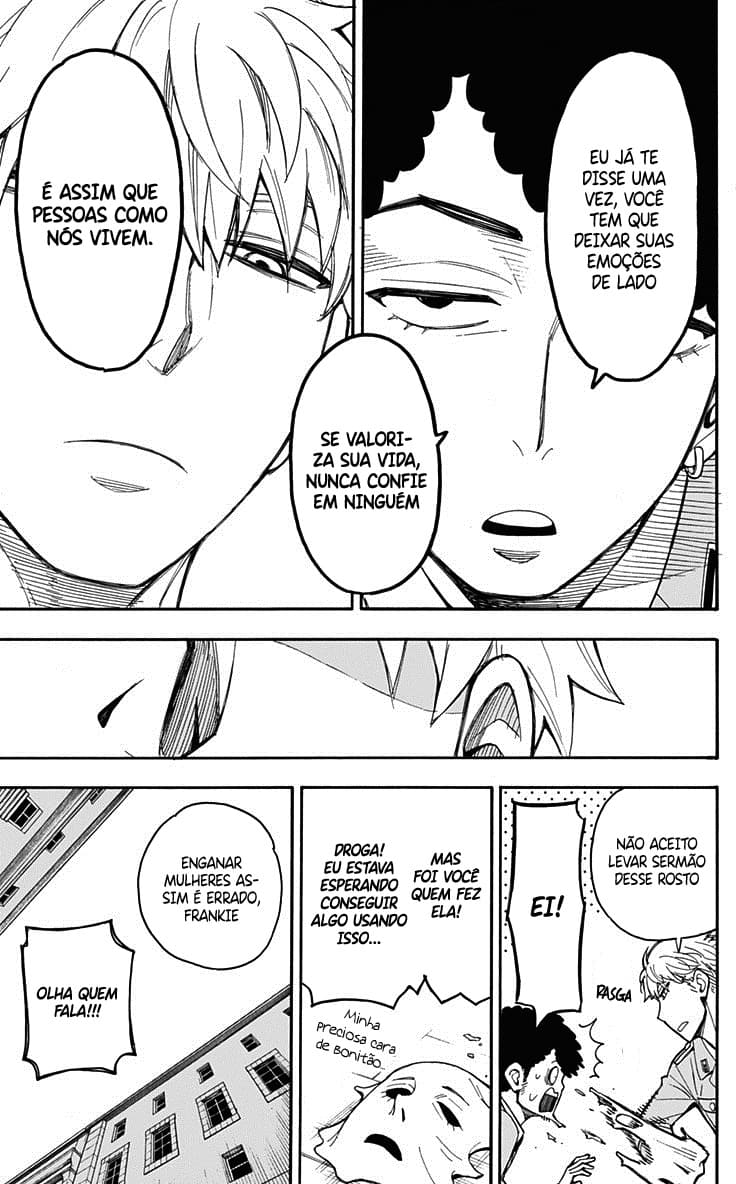 EU JÁ TE
DISSE UMA
VEZ, VOCÊ
TEM QUE
DEIXAR SUAS
EMOÇÕES
DE LADO
SE VALORI-
ZA SUA VIDA,
NUNCA CONFIE
EM NINGUÉM
É ASSIM QUE
PESSOAS COMO
NÓS VIVEM.
NÃO ACEITO
LEVAR SERMÃO
DESSE ROSTO
RASGA
EI!
MAS
FOI VOCÊ
QUEM FEZ
ELA!
DROGA!
EU ESTAVA
ESPERANDO
CONSEGUIR
ALGO USANDO
ISSO...
Minha
preciosa cara
de Bonitão
ENGANAR
MULHERES AS-
SIM É ERRADO,
FRANKIE
OLHA QUEM
FALA!!!